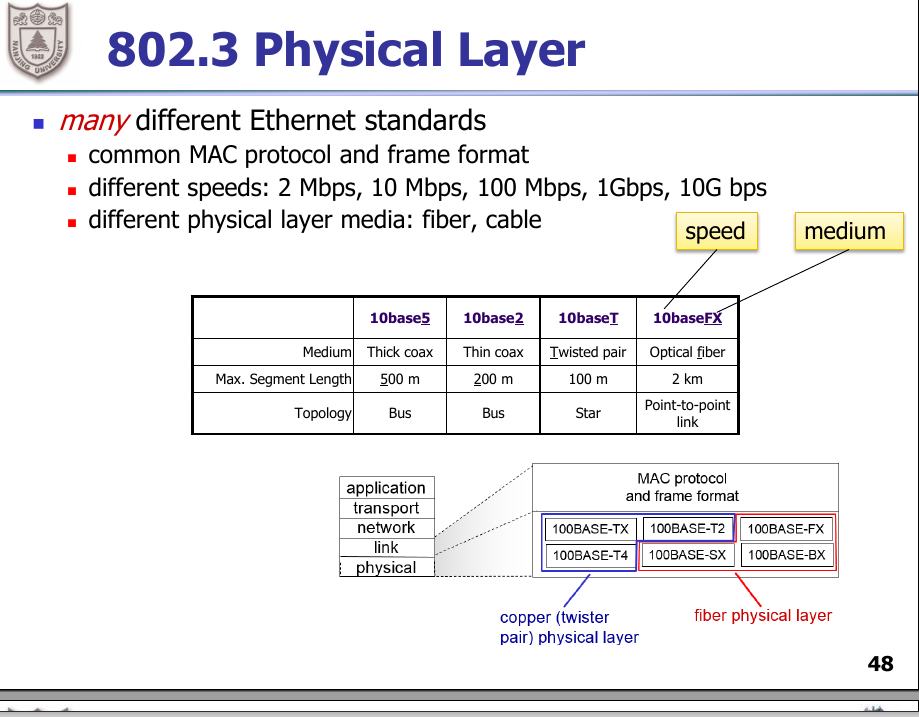 NANJING UNIVERSITY
1902
802.3 Physical Layer
many different Ethernet standards
common MAC protocol and frame format
different speeds: 2 Mbps, 10 Mbps, 100 Mbps, 1Gbps, 10G bps
different physical layer media: fiber, cable
speed
medium
10base5 10base2 10baseT 10baseFX
Medium Thick coax Thin coax Twisted pair Optical fiber
Max. Segment Length 500 m 200 m 100 m 2 km
Topology Bus Bus Star Point-to-point
link
application
transport
network
link
physical
MAC protocol
and frame format
100BASE-TX 100BASE-T2 100BASE-FX
100BASE-T4 100BASE-SX 100BASE-BX
copper (twister
pair) physical layer
fiber physical layer
48